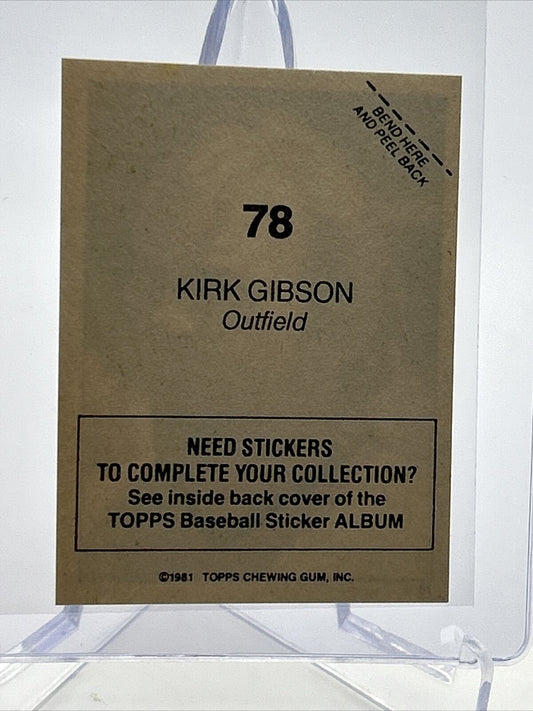 BEND HERE
AND PEEL BACK
78
KIRK GIBSON
Outfield
NEED STICKERS
TO COMPLETE YOUR COLLECTION?
See inside back cover of the
TOPPS Baseball Sticker ALBUM
©1981 TOPPS CHEWING GUM, INC.